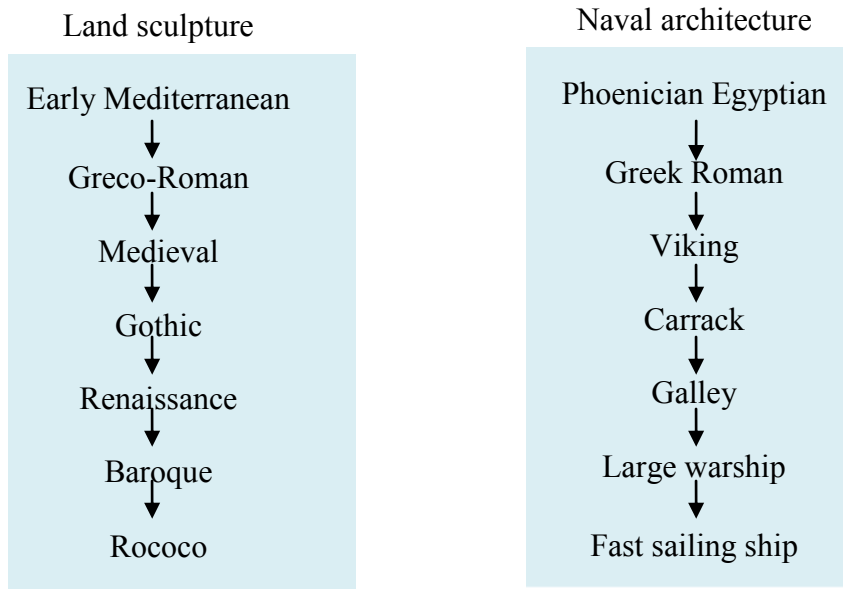 Land sculpture
Early Mediterranean
Greco-Roman
Medieval
Gothic
Renaissance
Baroque
Rococo
Naval architecture
Phoenician Egyptian
Greek Roman
Viking
Carrack
Galley
Large warship
Fast sailing ship